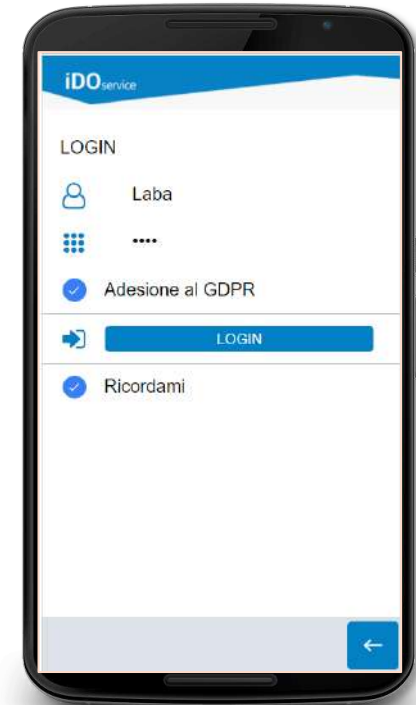 iDOservice
LOGIN
Laba
••••
Adesione al GDPR
LOGIN
Ricordami